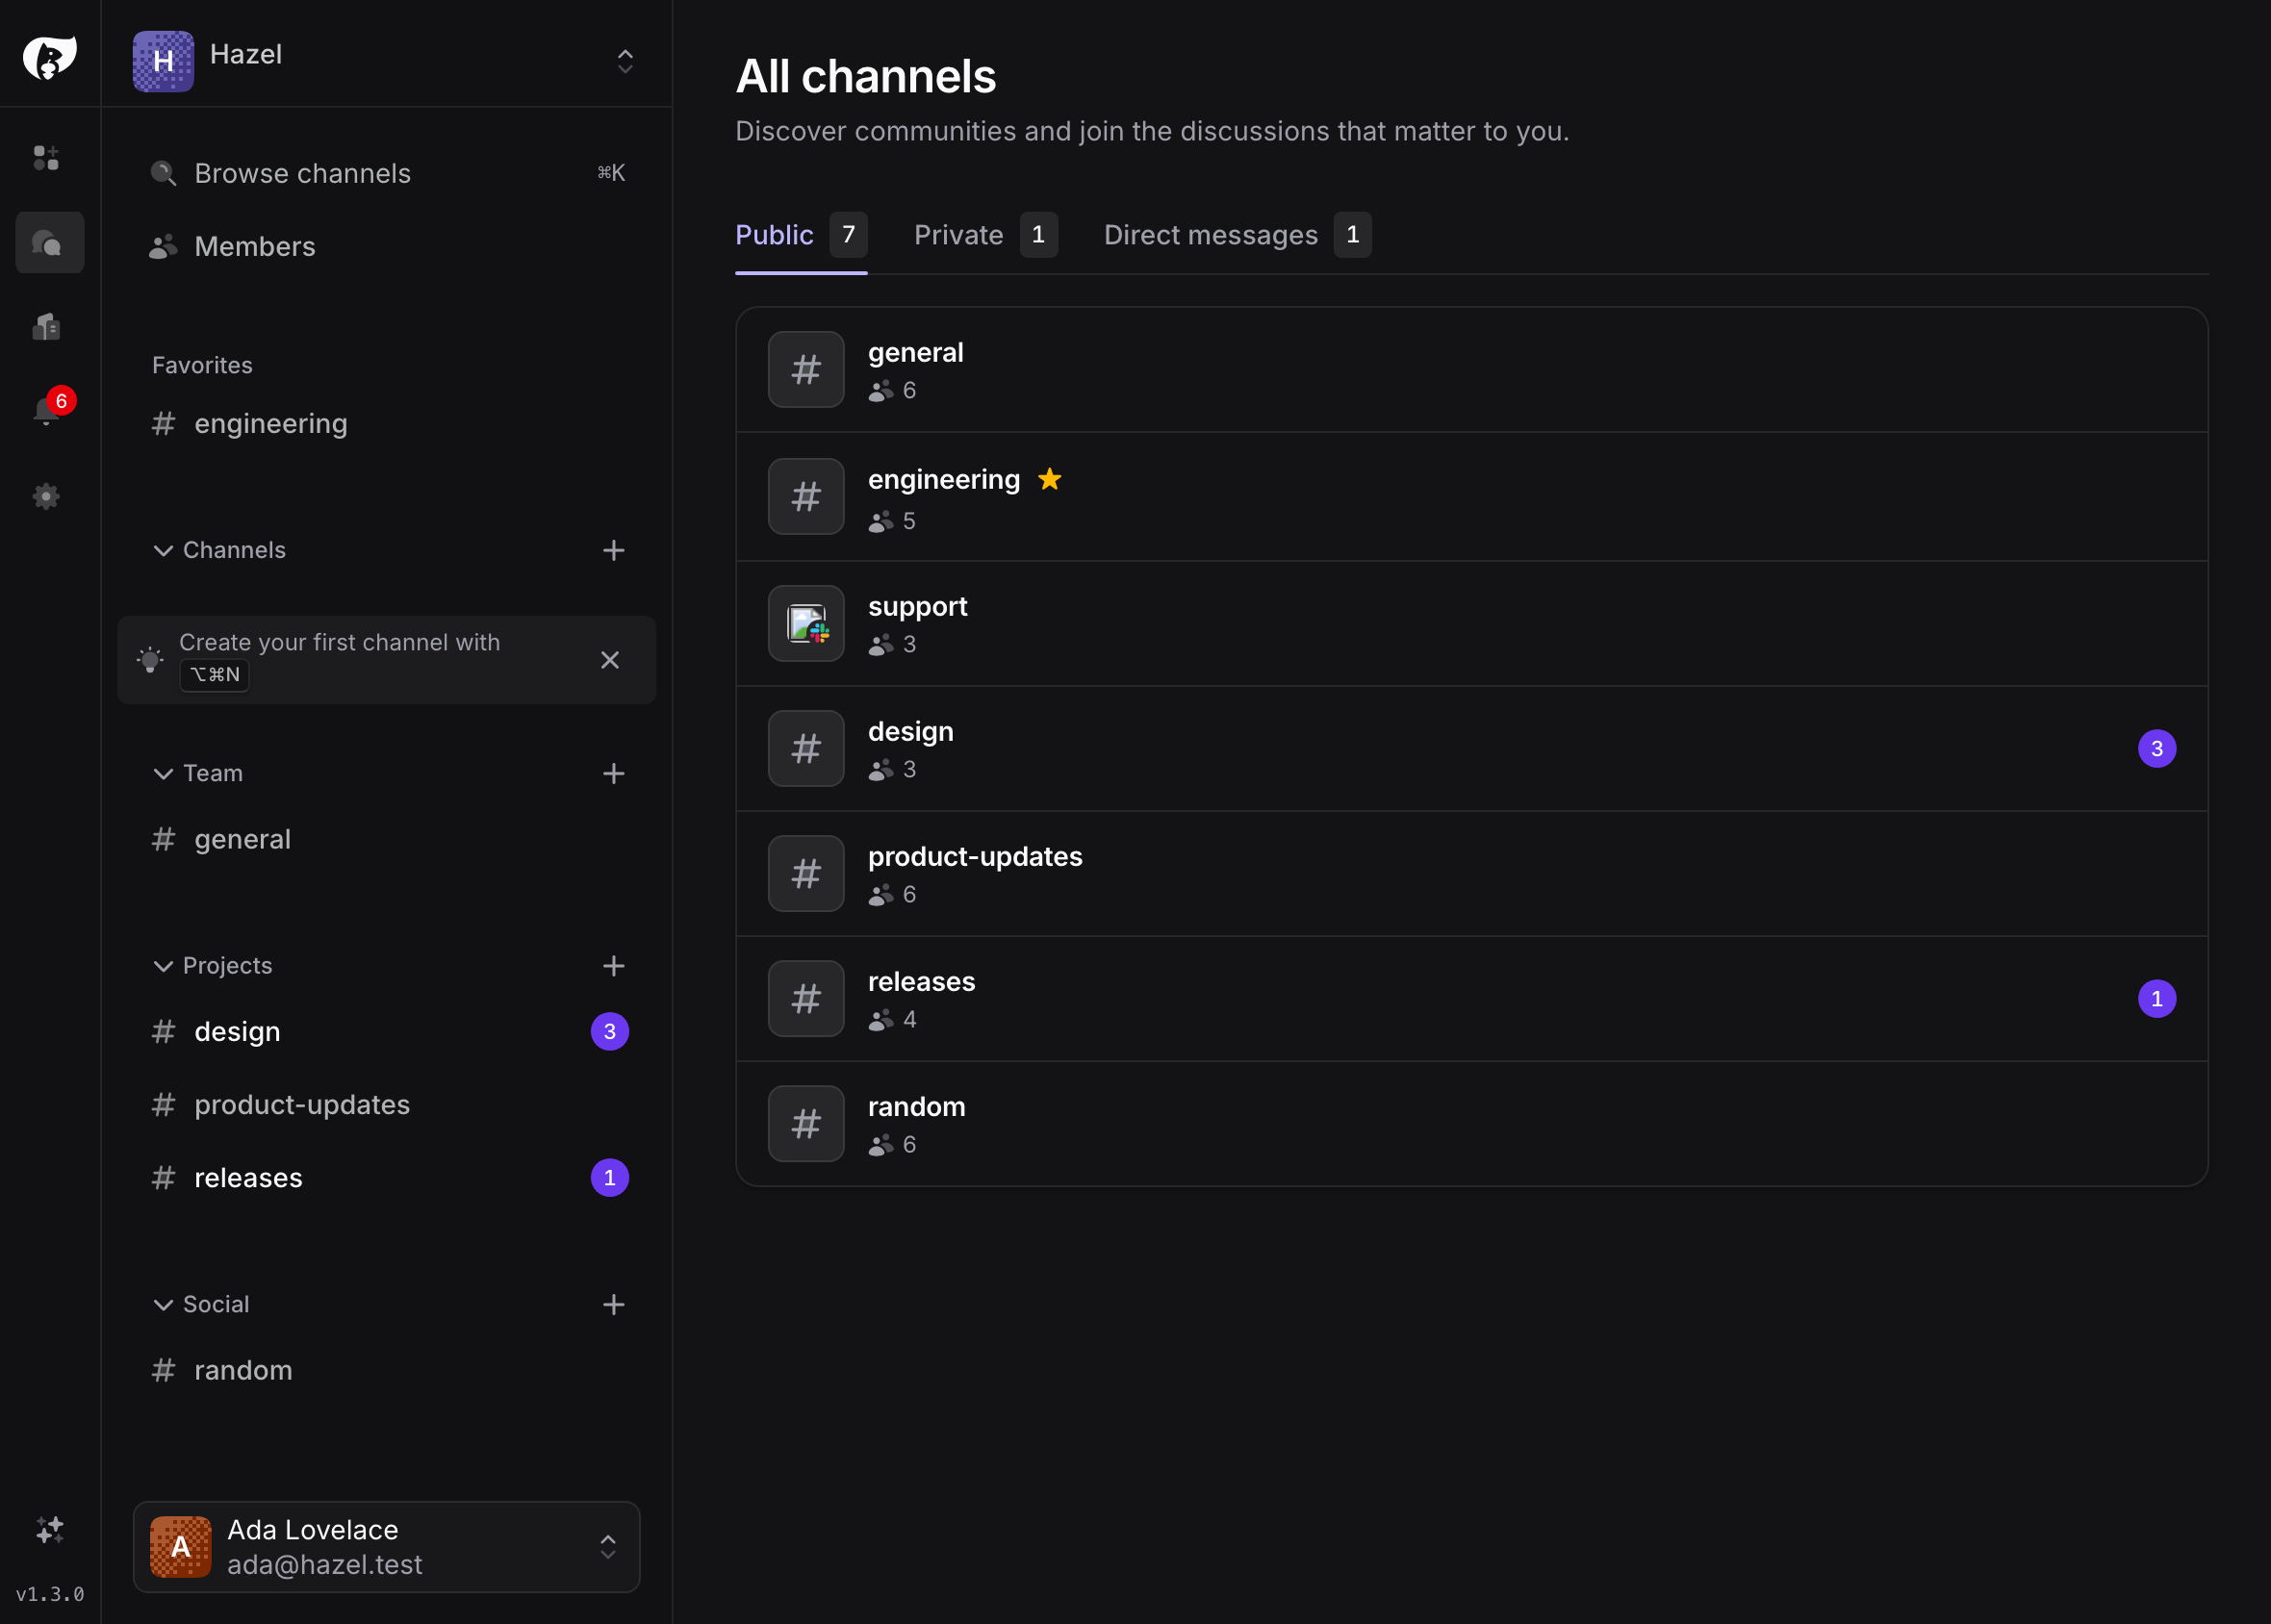 H Hazel
Browse channels ⌘K
Members
Favorites
6
# engineering
Channels
Create your first channel with
⌥⌘N
Team
# general
Projects
# design 3
# product-updates
# releases 1
Social
# random
A Ada Lovelace
ada@hazel.test
v1.3.0
All channels
Discover communities and join the discussions that matter to you.
Public 7 Private 1 Direct messages 1
# general
6
# engineering
5
support
3
# design
3
3
# product-updates
6
# releases
4
1
# random
6